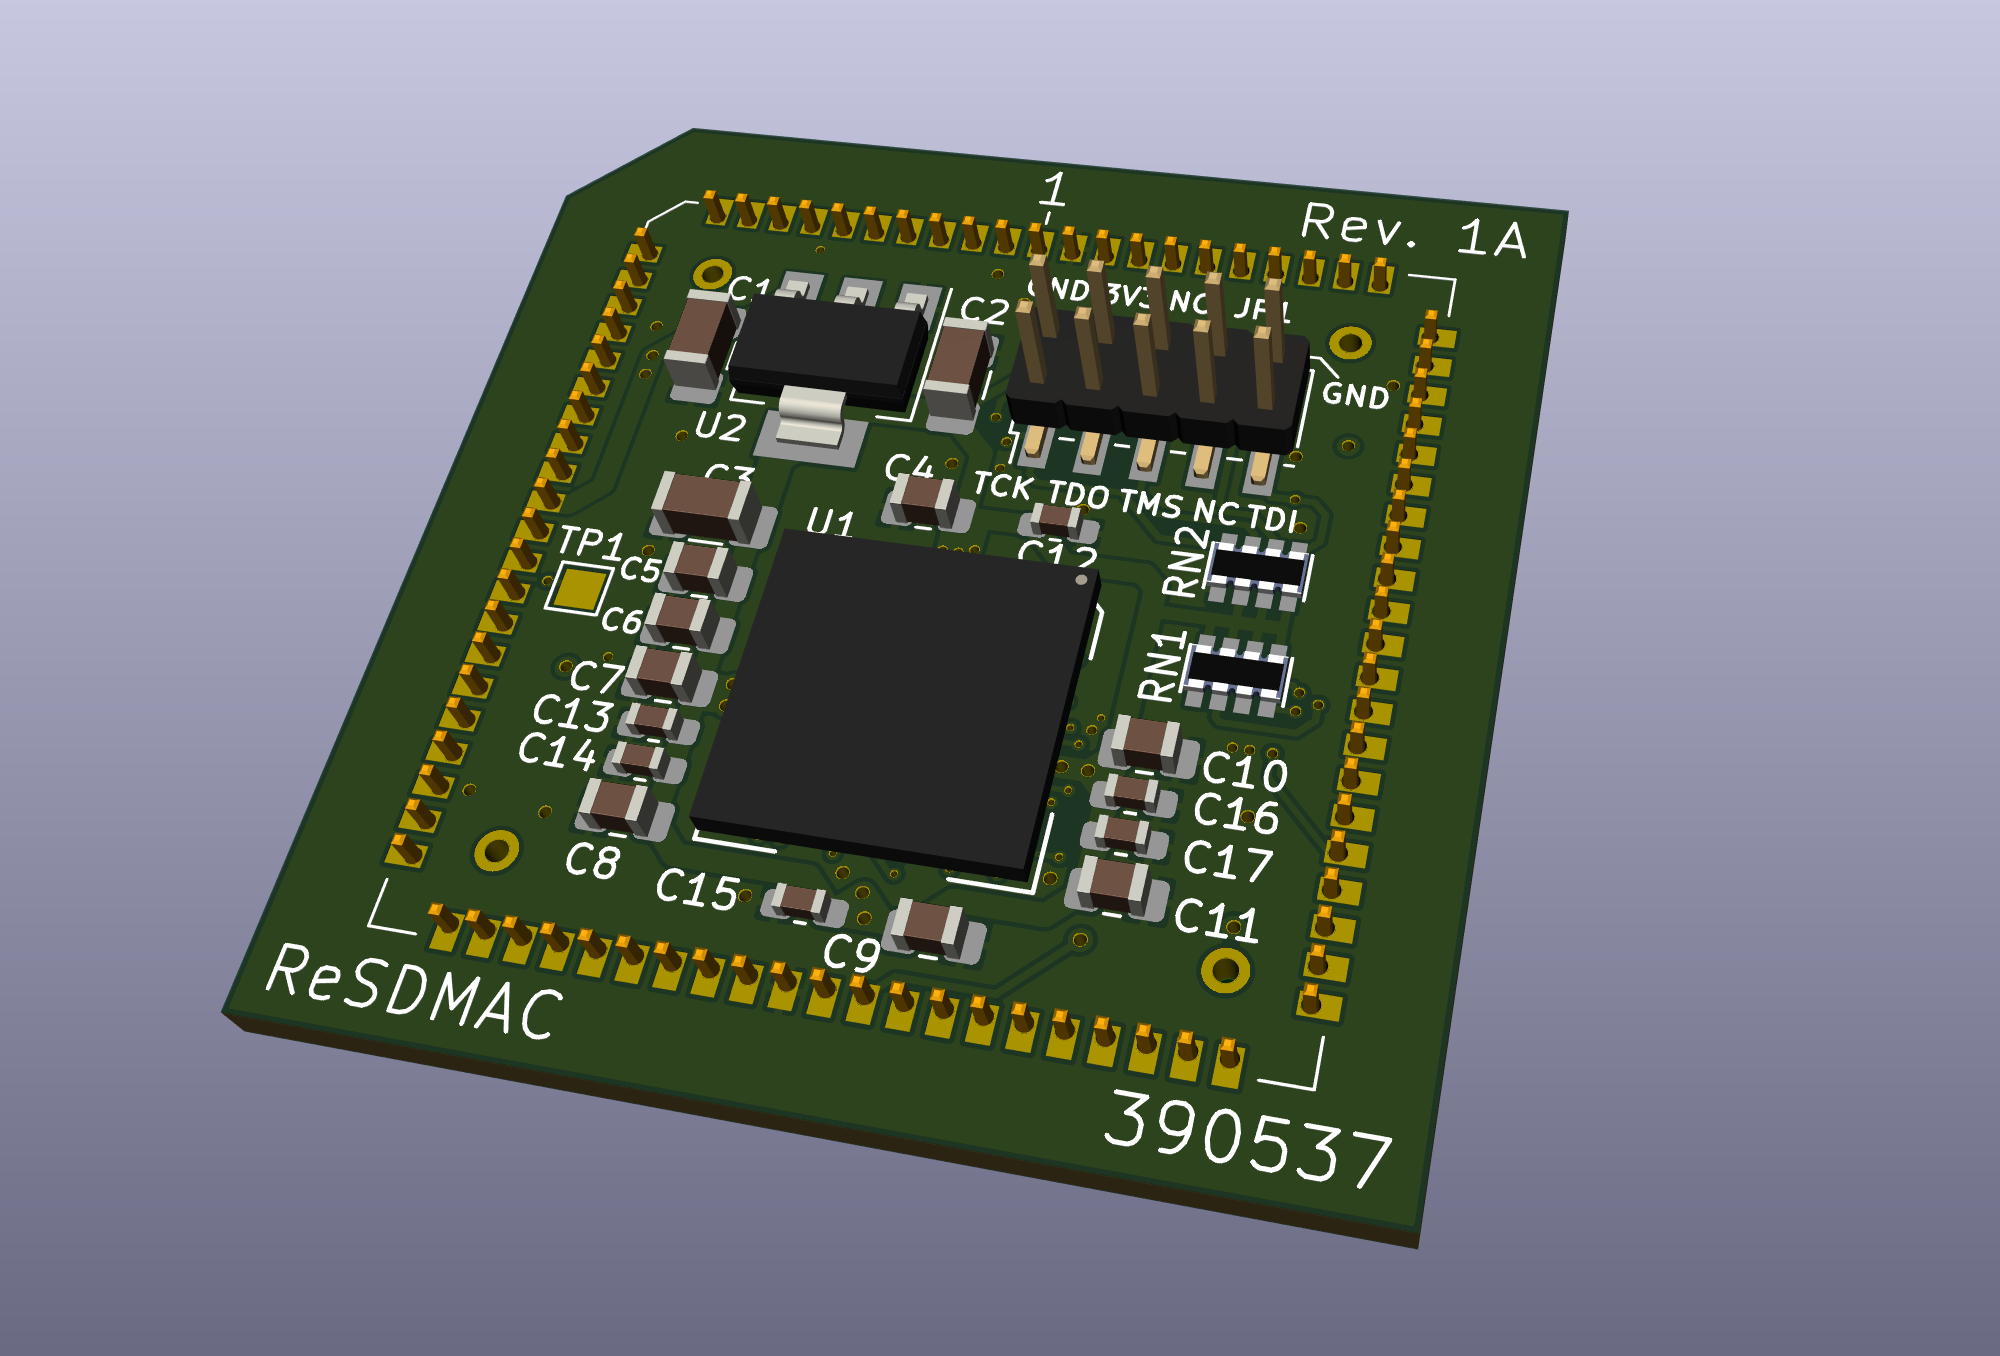 1
Rev. 1A
C1
C2
GND 3V3 NC JP1
GND
U2
C3
C4
TCK TDO TMS NC TDI
U1
C12
RN2
TP1
C5
C6
RN1
C7
C13
C14
C10
C16
C8
C17
C15
C11
C9
ReSDMAC
390537